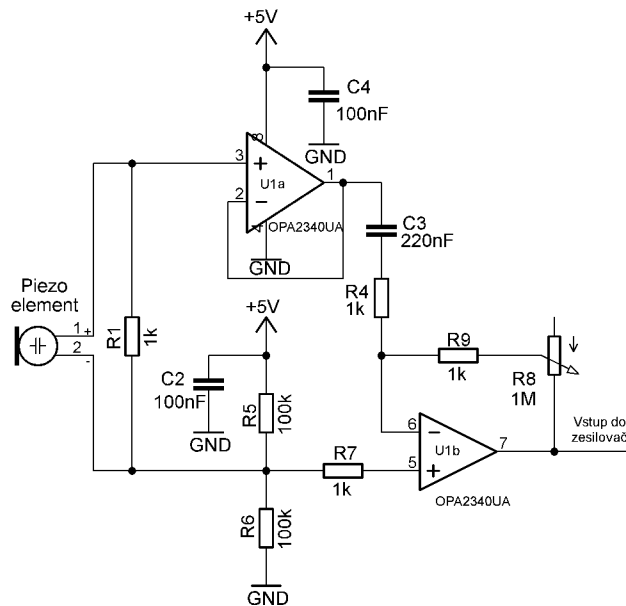 +5V
C4
100nF
GND
8
3
+
1
U1a
2
−
4
OPA2340UA
GND
C3
220nF
Piezo
element
1
+
2
-
R1
1k
+5V
R4
1k
C2
100nF
GND
R5
100k
R9
1k
R8
1M
6
−
U1b
7
Vstup do
zesilovač
R7
1k
5
+
OPA2340UA
R6
100k
GND